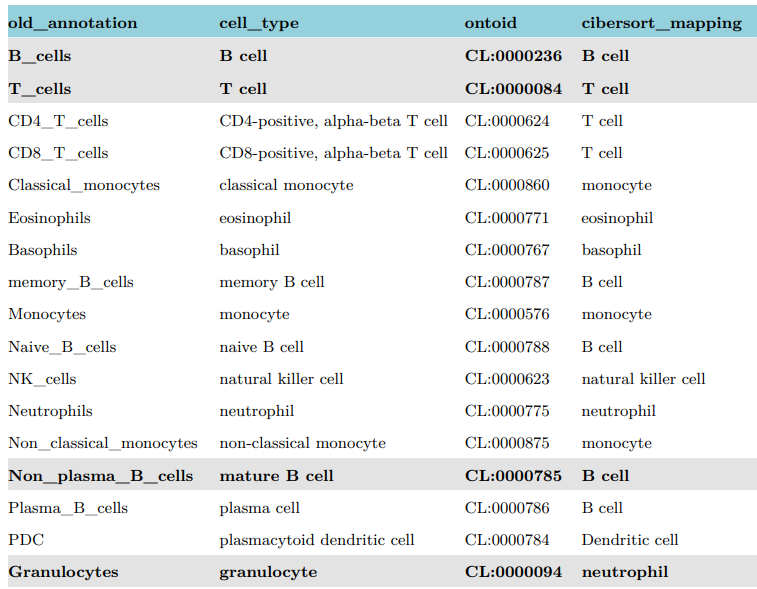 old_annotation cell_type ontoid cibersort_mapping
B_cells B cell CL:0000236 B cell
T_cells T cell CL:0000084 T cell
CD4_T_cells CD4-positive, alpha-beta T cell CL:0000624 T cell
CD8_T_cells CD8-positive, alpha-beta T cell CL:0000625 T cell
Classical_monocytes classical monocyte CL:0000860 monocyte
Eosinophils eosinophil CL:0000771 eosinophil
Basophils basophil CL:0000767 basophil
memory_B_cells memory B cell CL:0000787 B cell
Monocytes monocyte CL:0000576 monocyte
Naive_B_cells naive B cell CL:0000788 B cell
NK_cells natural killer cell CL:0000623 natural killer cell
Neutrophils neutrophil CL:0000775 neutrophil
Non_classical_monocytes non-classical monocyte CL:0000875 monocyte
Non_plasma_B_cells mature B cell CL:0000785 B cell
Plasma_B_cells plasma cell CL:0000786 B cell
PDC plasmacytoid dendritic cell CL:0000784 Dendritic cell
Granulocytes granulocyte CL:0000094 neutrophil